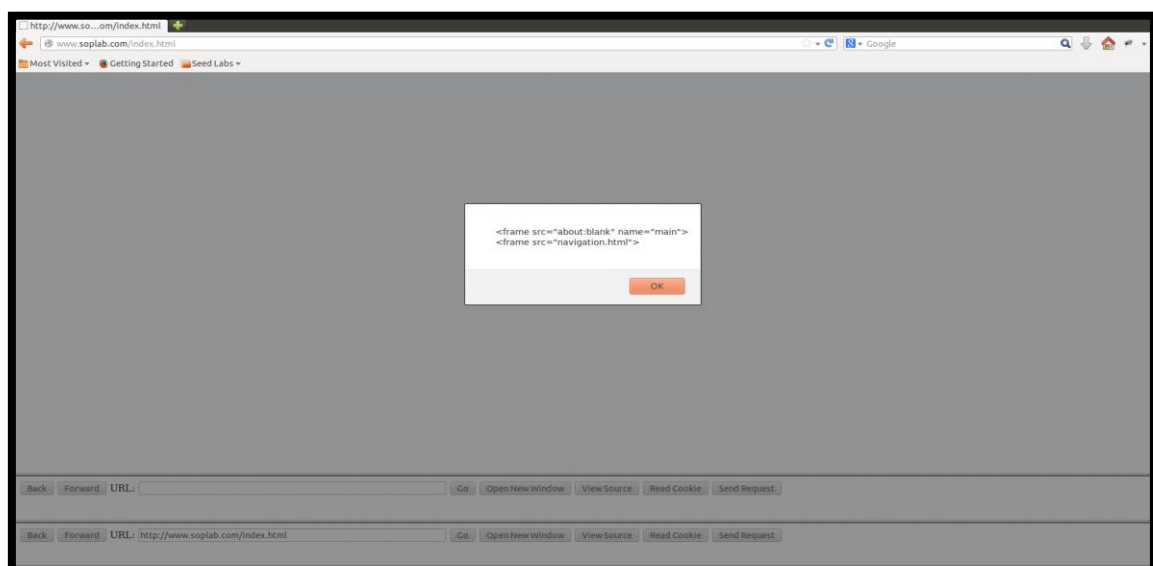 http://www.so...om/index.html
www.soplab.com/index.html
Google
Most Visited Getting Started Seed Labs
<frame src="about:blank" name="main">
<frame src="navigation.html">
OK
Back Forward URL: Go Open New Window View Source Read Cookie Send Request
Back Forward URL: http://www.soplab.com/index.html Go Open New Window View Source Read Cookie Send Request